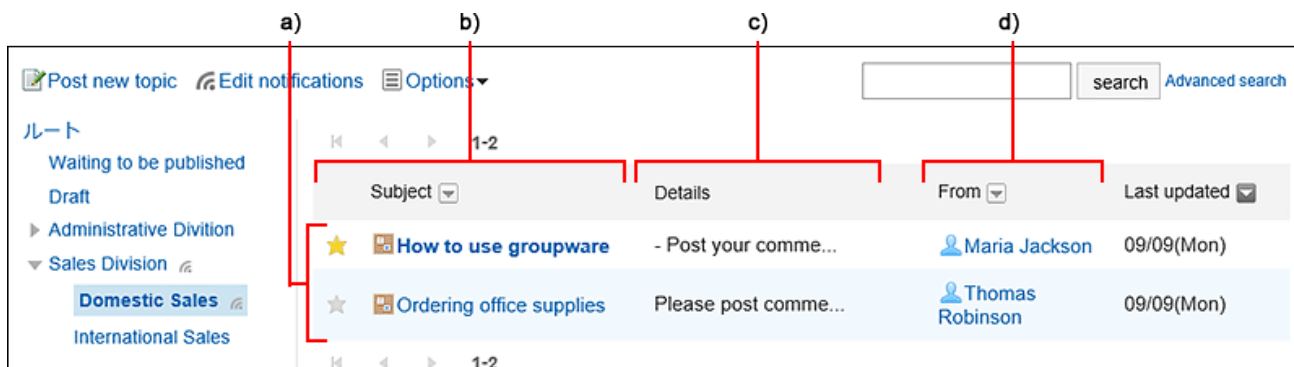 a) b) c) d)
Post new topic Edit notifications Options search Advanced search
ルート
Waiting to be published
Draft
Administrative Divition
Sales Division
Domestic Sales
International Sales
1-2
Subject Details From Last updated
How to use groupware - Post your comme... Maria Jackson 09/09(Mon)
Ordering office supplies Please post comme... Thomas Robinson 09/09(Mon)
1-2